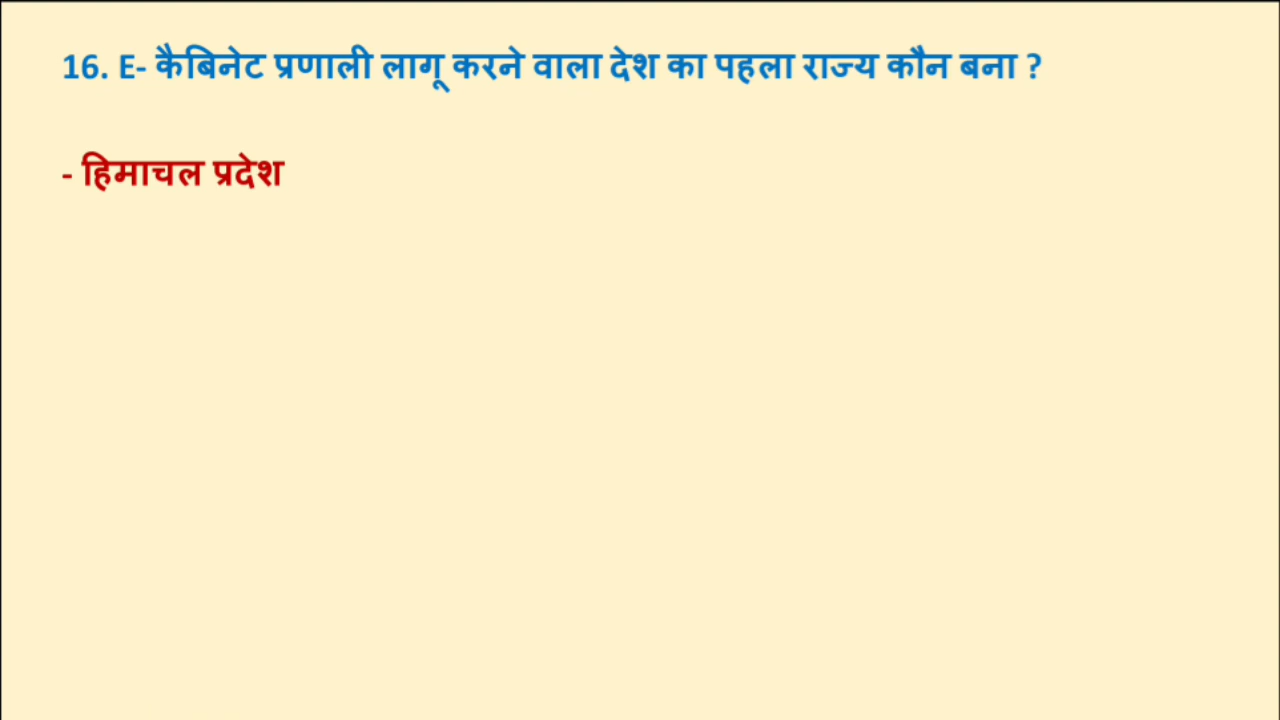 16. E- कैबिनेट प्रणाली लागू करने वाला देश का पहला राज्य कौन बना ?
- हिमाचल प्रदेश